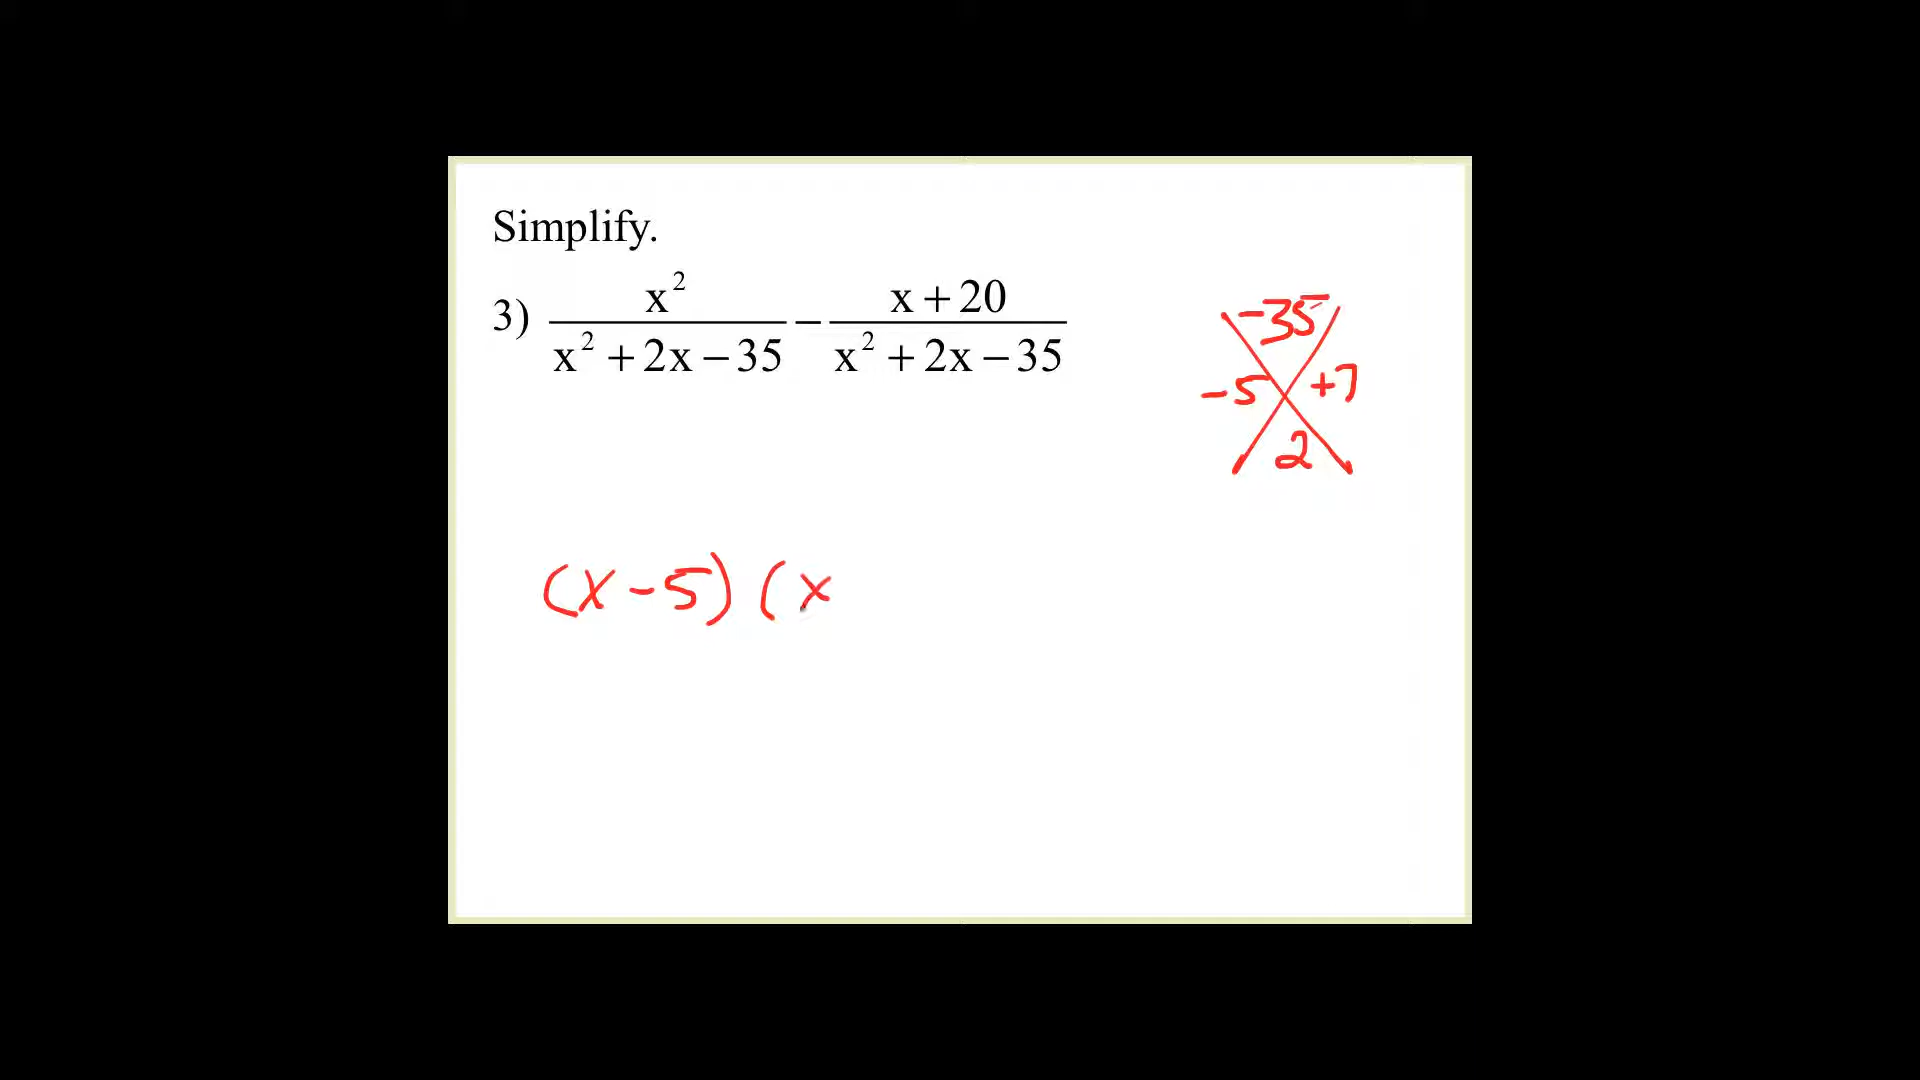 Simplify.
3) x² / (x² + 2x − 35) − (x + 20) / (x² + 2x − 35)
-35
-5 +7
2
(x - 5) (x